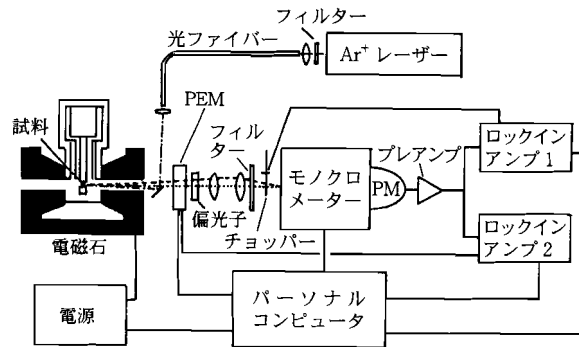 フィルター
光ファイバー
Ar⁺ レーザー
PEM
試料
フィル
ター
プレアンプ
ロックイン
アンプ 1
モノクロ
メーター
PM
偏光子
チョッパー
ロックイン
アンプ 2
電磁石
電源
パーソナル
コンピュータ